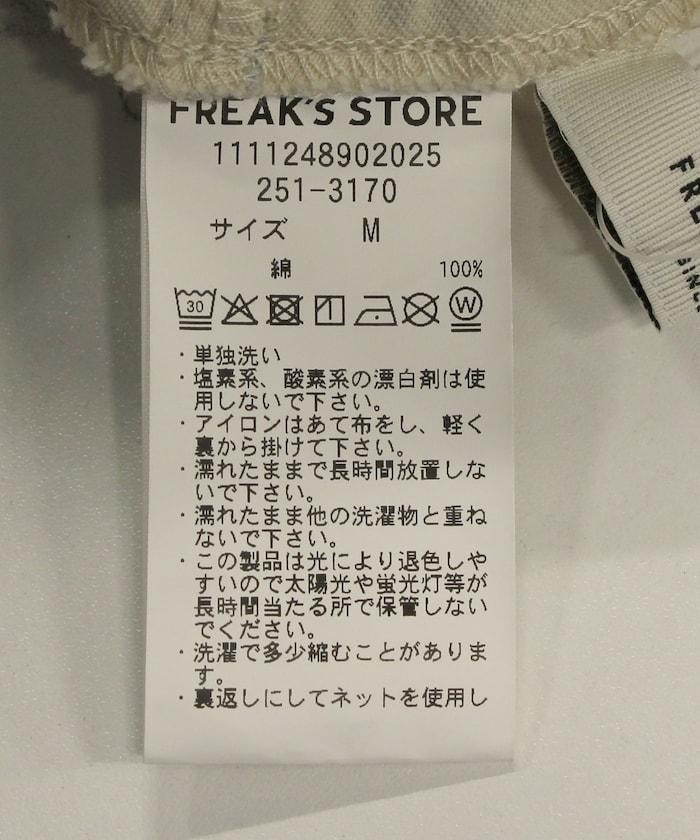 FREAK'S STORE
1111248902025
251-3170
サイズ M
綿 100%
30 W
・単独洗い
・塩素系、酸素系の漂白剤は使
用しないで下さい。
・アイロンはあて布をし、軽く
裏から掛けて下さい。
・濡れたままで長時間放置しな
いで下さい。
・濡れたまま他の洗濯物と重ね
ないで下さい。
・この製品は光により退色しや
すいので太陽光や蛍光灯等が
長時間当たる所で保管しない
でください。
・洗濯で多少縮むことがありま
す。
・裏返しにしてネットを使用し
FRE
SINC